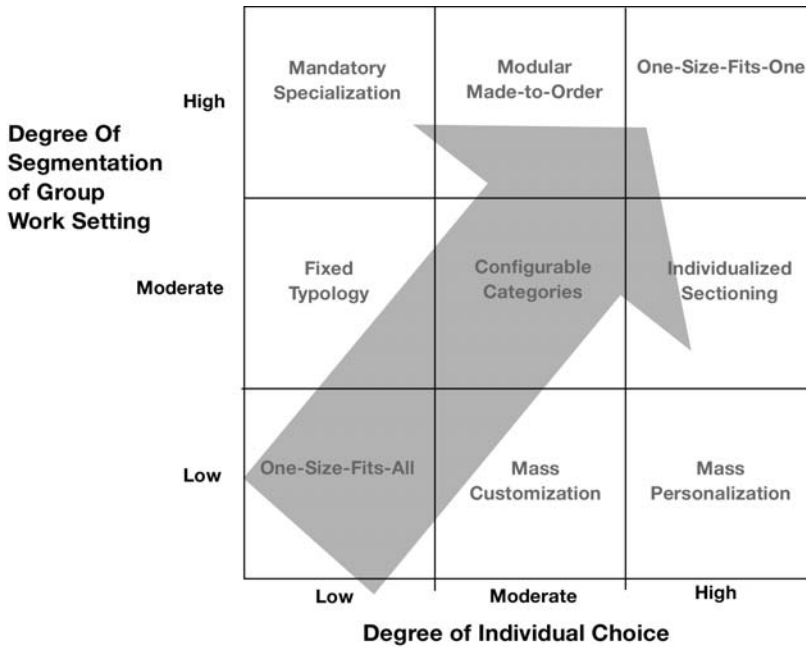 Mandatory
Specialization
Modular
Made-to-Order
One-Size-Fits-One
High
Degree Of
Segmentation
of Group
Work Setting
Fixed
Typology
Configurable
Categories
Individualized
Sectioning
Moderate
One-Size-Fits-All
Mass
Customization
Mass
Personalization
Low
Low
Moderate
High
Degree of Individual Choice